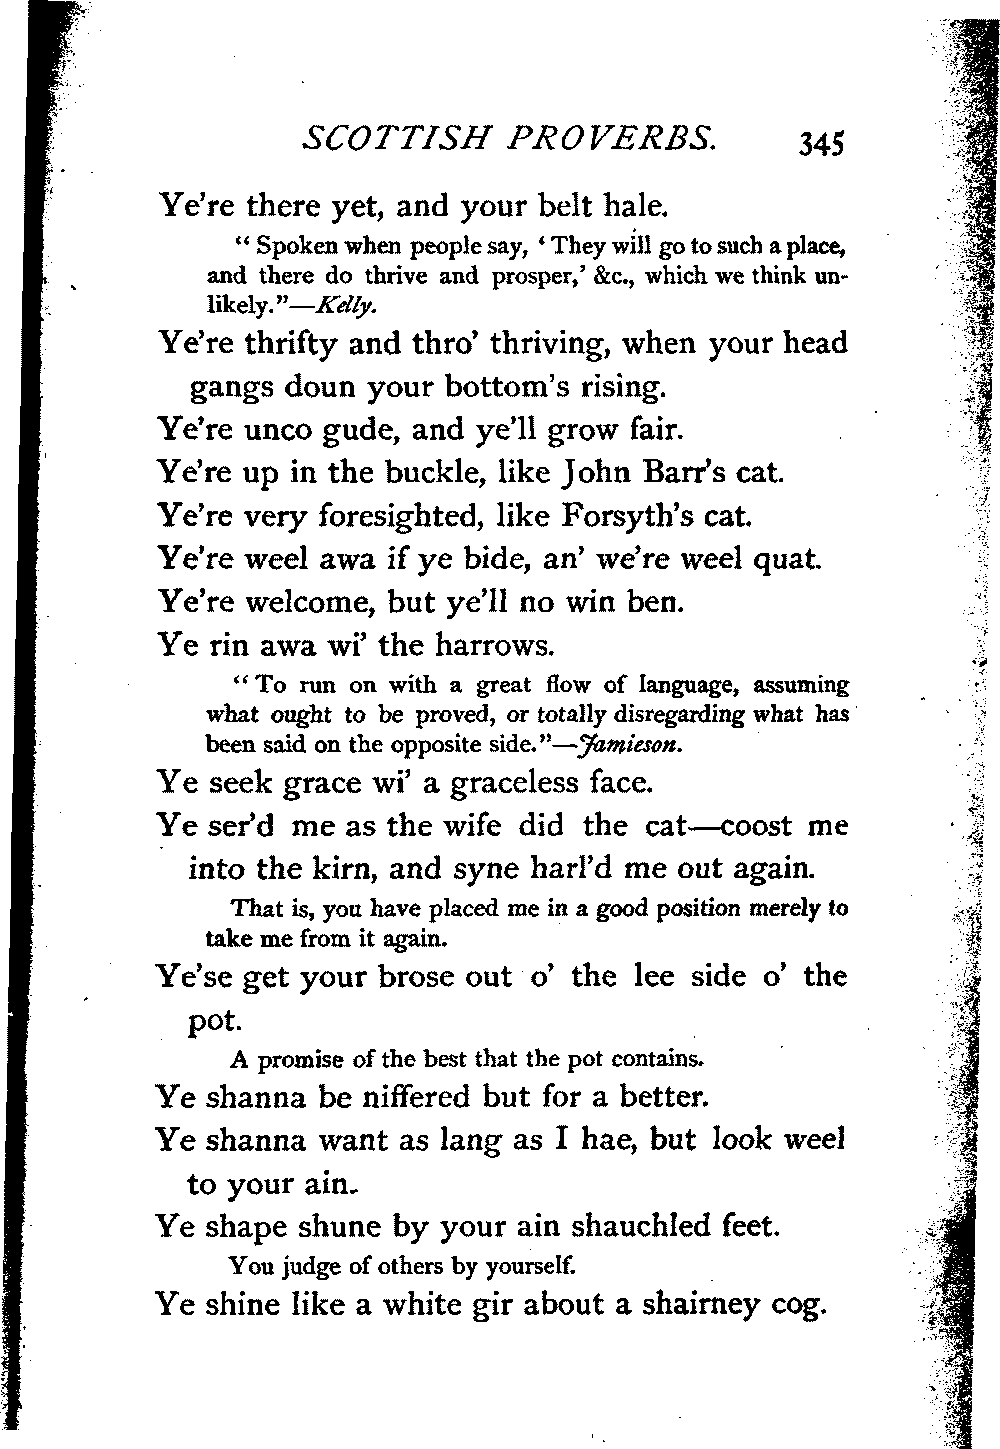 SCOTTISH PROVERBS. 345
Ye're there yet, and your belt hale.
“ Spoken when people say, ‘ They will go to such a place,
and there do thrive and prosper,’ &c., which we think un-
likely.”—Kelly.
Ye're thrifty and thro' thriving, when your head
gangs doun your bottom's rising.
Ye're unco gude, and ye'll grow fair.
Ye're up in the buckle, like John Barr's cat.
Ye're very foresighted, like Forsyth's cat.
Ye're weel awa if ye bide, an' we're weel quat.
Ye're welcome, but ye'll no win ben.
Ye rin awa wi' the harrows.
“ To run on with a great flow of language, assuming
what ought to be proved, or totally disregarding what has
been said on the opposite side.”—Jamieson.
Ye seek grace wi' a graceless face.
Ye ser'd me as the wife did the cat—coost me
into the kirn, and syne harl'd me out again.
That is, you have placed me in a good position merely to
take me from it again.
Ye'se get your brose out o' the lee side o' the
pot.
A promise of the best that the pot contains.
Ye shanna be niffered but for a better.
Ye shanna want as lang as I hae, but look weel
to your ain.
Ye shape shune by your ain shauchled feet.
You judge of others by yourself.
Ye shine like a white gir about a shairney cog.